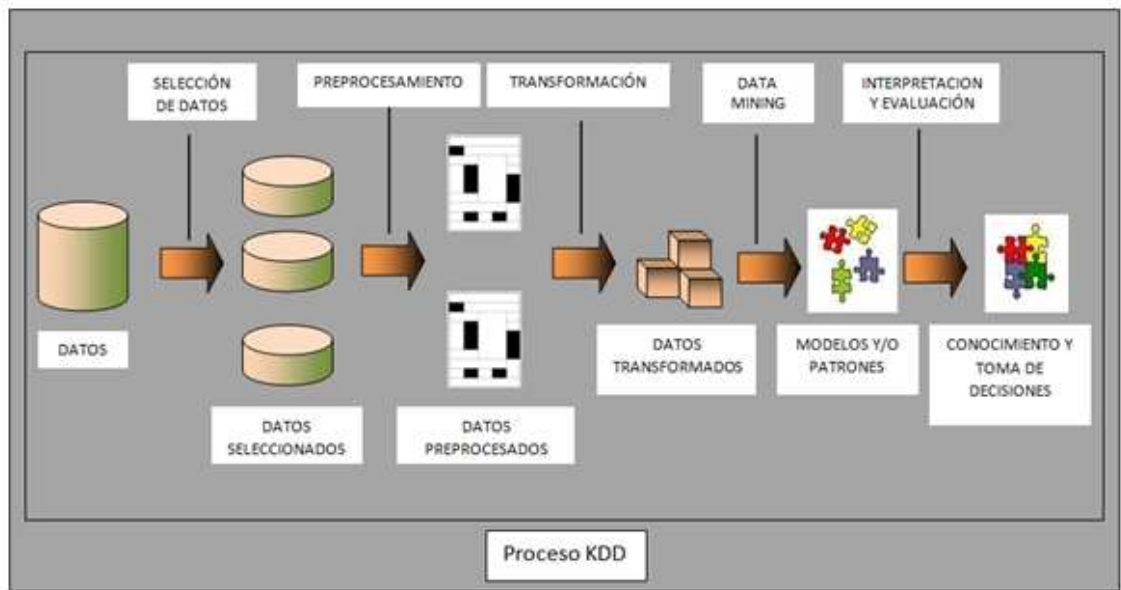 SELECCIÓN
DE DATOS
PREPROCESAMIENTO
TRANSFORMACIÓN
DATA
MINING
INTERPRETACION
Y EVALUACIÓN
DATOS
DATOS
SELECCIONADOS
DATOS
PREPROCESADOS
DATOS
TRANSFORMADOS
MODELOS Y/O
PATRONES
CONOCIMIENTO Y
TOMA DE
DECISIONES
Proceso KDD